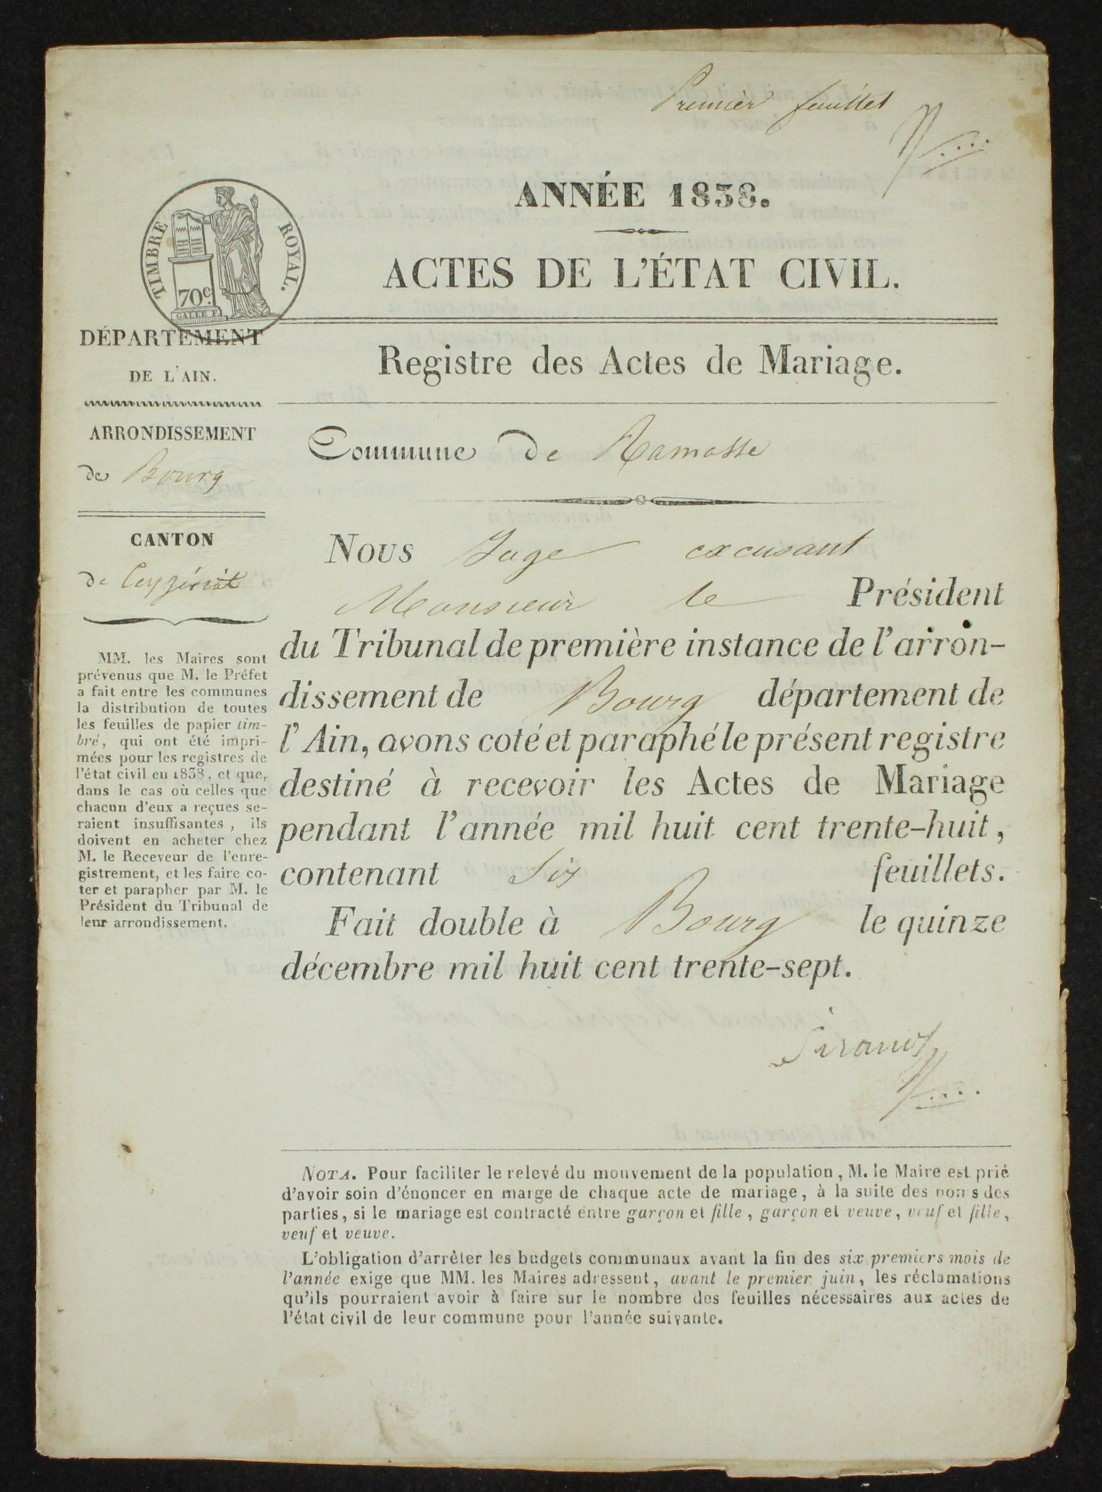 Premier feuillet
ANNÉE 1838.
ACTES DE L'ÉTAT CIVIL.
TIMBRE ROYAL.
70c.
DÉPARTEMENT
DE L'AIN.
ARRONDISSEMENT
de Bourg
CANTON
de Ceyzériat
MM. les Maires sont
prévenus que M. le Préfet
a fait entre les communes
la distribution de toutes
les feuilles de papier tim-
bré, qui ont été impri-
mées pour les registres de
l'état civil en 1838, et que,
dans le cas où celles que
chacun d'eux a reçues se-
raient insuffisantes, ils
doivent en acheter chez
M. le Receveur de l'enre-
gistrement, et les faire co-
ter et parapher par M. le
Président du Tribunal de
leur arrondissement.
Registre des Actes de Mariage.
Commune de Ramasse
Nous Juge excusant
Monsieur le Président
du Tribunal de première instance de l'arron-
dissement de Bourg département de
l'Ain, avons coté et paraphé le présent registre
destiné à recevoir les Actes de Mariage
pendant l'année mil huit cent trente-huit,
contenant Six feuillets.
Fait double à Bourg le quinze
décembre mil huit cent trente-sept.
NOTA. Pour faciliter le relevé du mouvement de la population, M. le Maire est prié
d'avoir soin d'énoncer en marge de chaque acte de mariage, à la suite des noms des
parties, si le mariage est contracté entre garçon et fille, garçon et veuve, veuf et fille,
veuf et veuve.
L'obligation d'arrêter les budgets communaux avant la fin des six premiers mois de
l'année exige que MM. les Maires adressent, avant le premier juin, les réclamations
qu'ils pourraient avoir à faire sur le nombre des feuilles nécessaires aux actes de
l'état civil de leur commune pour l'année suivante.